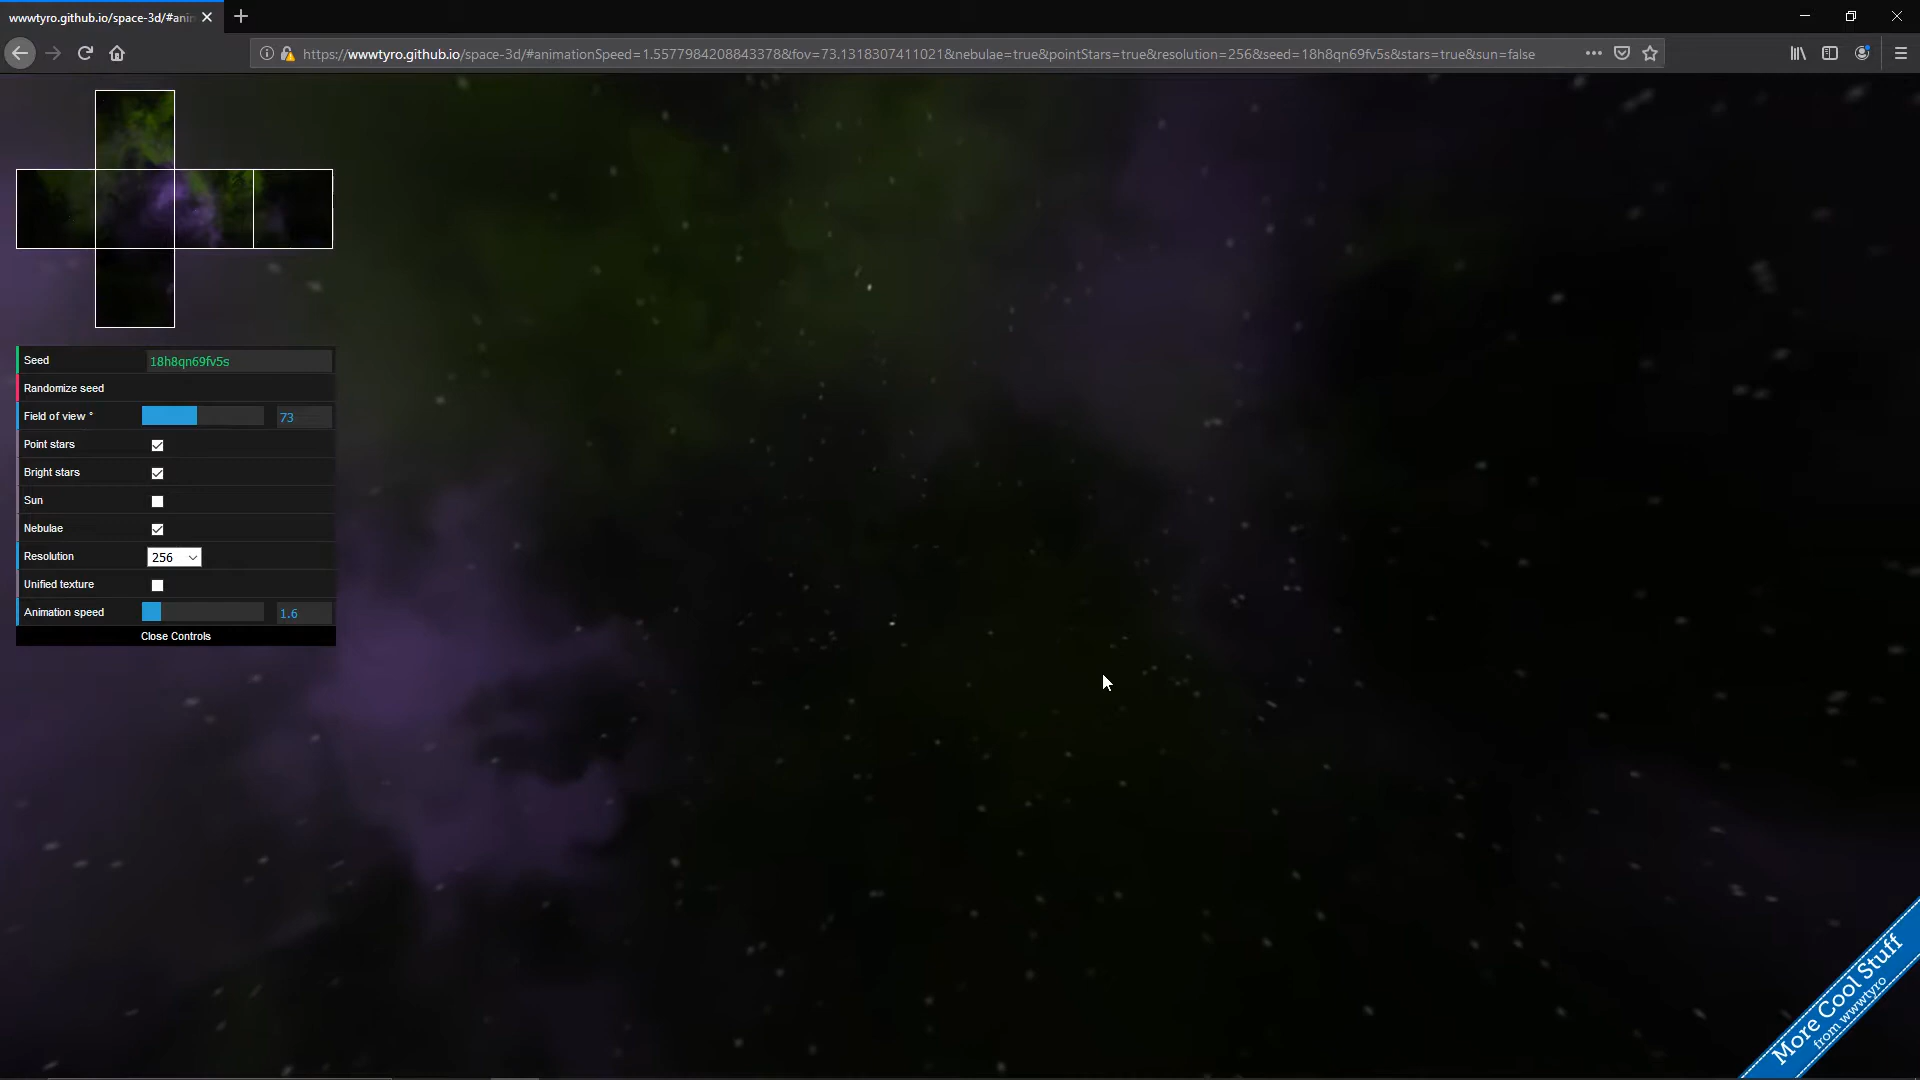 wwwtyro.github.io/space-3d/#anin
https://wwwtyro.github.io/space-3d/#animationSpeed=1.5577984208843378&fov=73.1318307411021&nebulae=true&pointStars=true&resolution=256&seed=18h8qn69fv5s&stars=true&sun=false
Seed 18h8qn69fv5s
Randomize seed
Field of view ° 73
Point stars
Bright stars
Sun
Nebulae
Resolution 256
Unified texture
Animation speed 1.6
Close Controls
More Cool Stuff
from wwwtyro